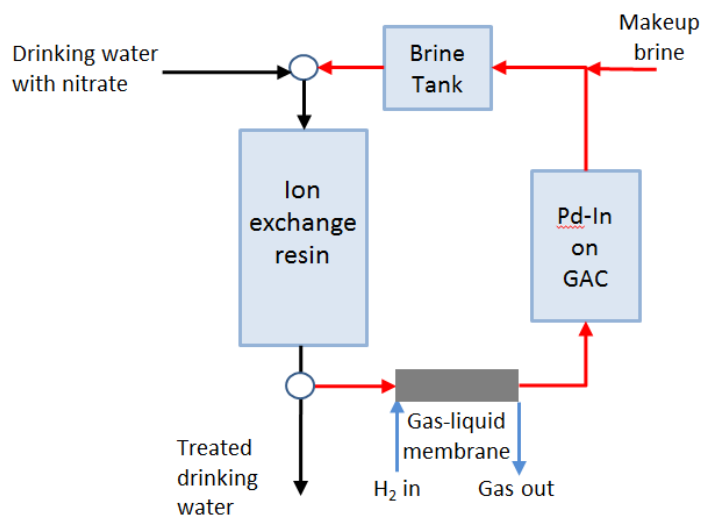 Drinking water
with nitrate
Brine
Tank
Makeup
brine
Ion
exchange
resin
Pd-In
on
GAC
Gas-liquid
membrane
Treated
drinking
water
H₂ in
Gas out